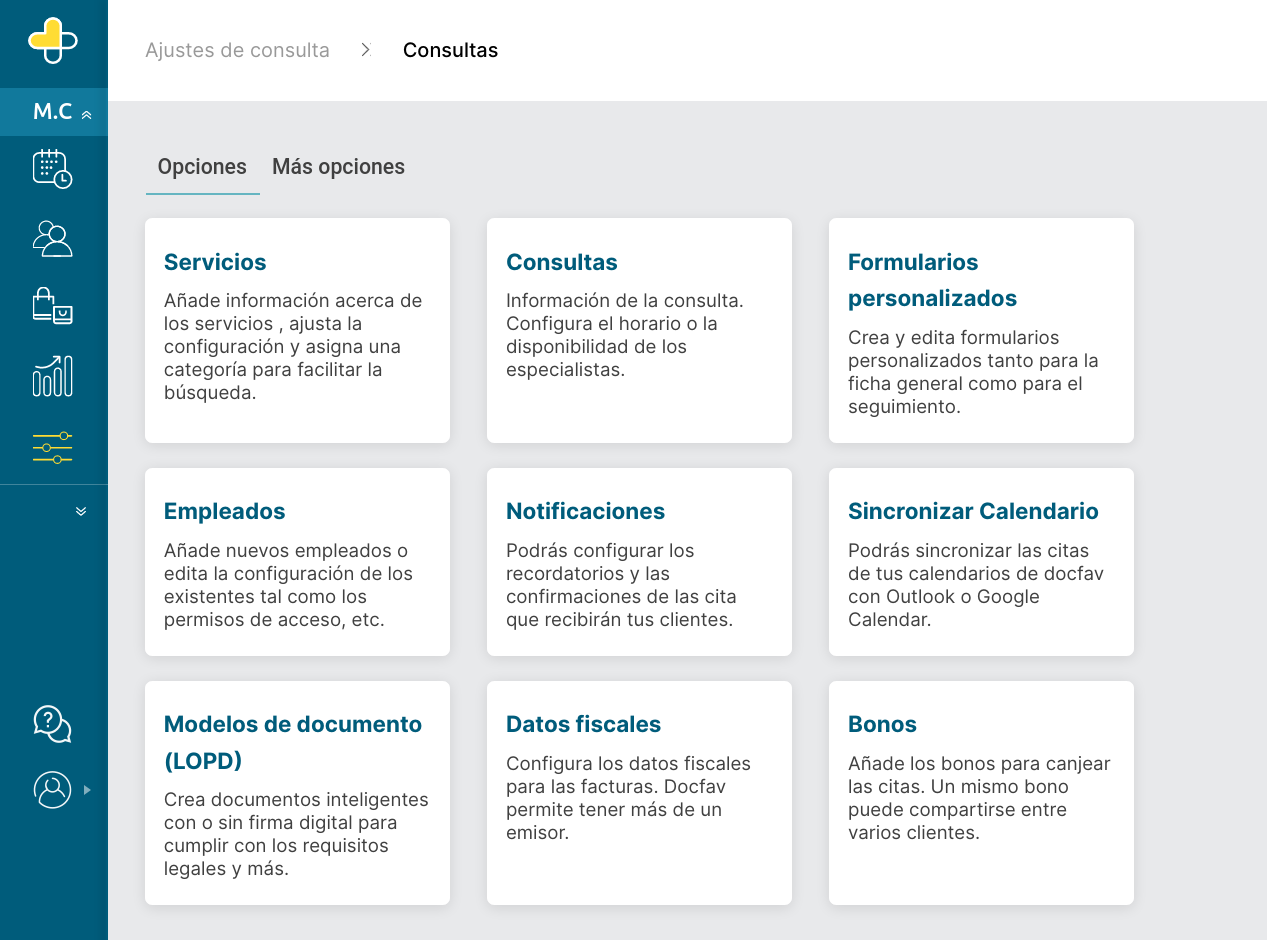 Ajustes de consulta > Consultas
M.C
Opciones Más opciones
Servicios
Añade información acerca de
los servicios , ajusta la
configuración y asigna una
categoría para facilitar la
búsqueda.
Consultas
Información de la consulta.
Configura el horario o la
disponibilidad de los
especialistas.
Formularios
personalizados
Crea y edita formularios
personalizados tanto para la
ficha general como para el
seguimiento.
Empleados
Añade nuevos empleados o
edita la configuración de los
existentes tal como los
permisos de acceso, etc.
Notificaciones
Podrás configurar los
recordatorios y las
confirmaciones de las cita
que recibirán tus clientes.
Sincronizar Calendario
Podrás sincronizar las citas
de tus calendarios de docfav
con Outlook o Google
Calendar.
Modelos de documento
(LOPD)
Crea documentos inteligentes
con o sin firma digital para
cumplir con los requisitos
legales y más.
Datos fiscales
Configura los datos fiscales
para las facturas. Docfav
permite tener más de un
emisor.
Bonos
Añade los bonos para canjear
las citas. Un mismo bono
puede compartirse entre
varios clientes.